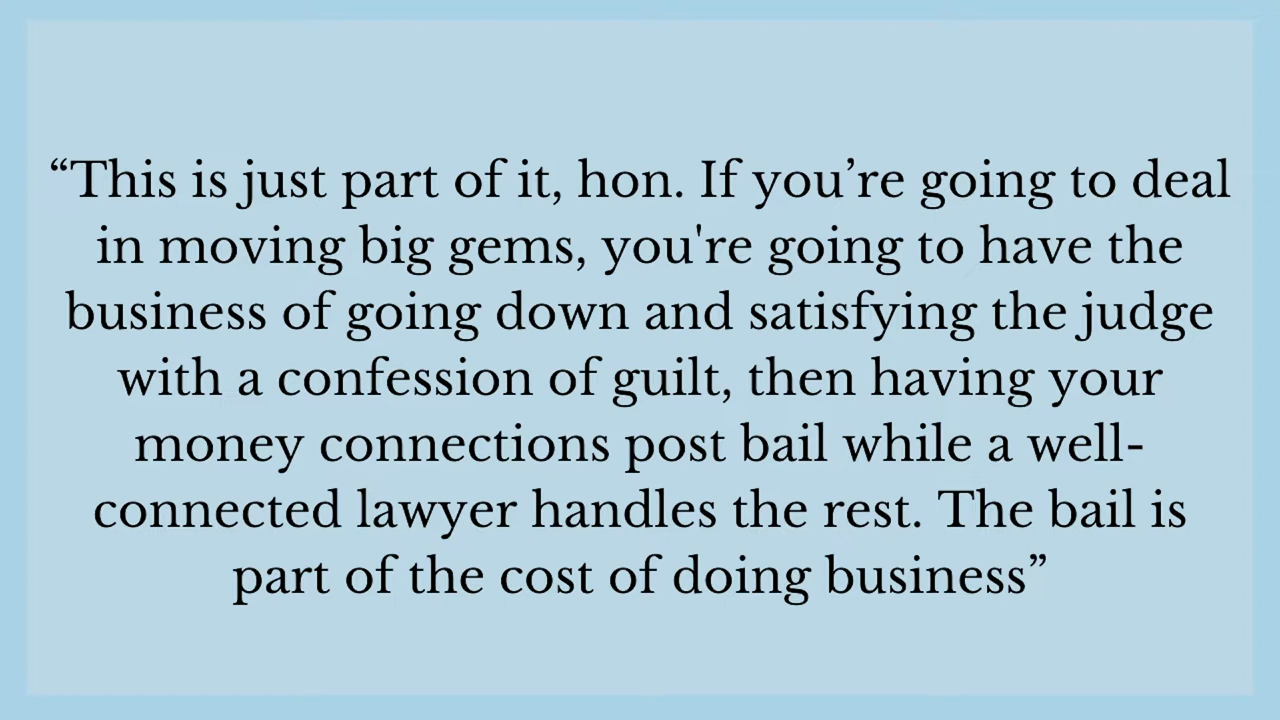 “This is just part of it, hon. If you’re going to deal
in moving big gems, you're going to have the
business of going down and satisfying the judge
with a confession of guilt, then having your
money connections post bail while a well-
connected lawyer handles the rest. The bail is
part of the cost of doing business”